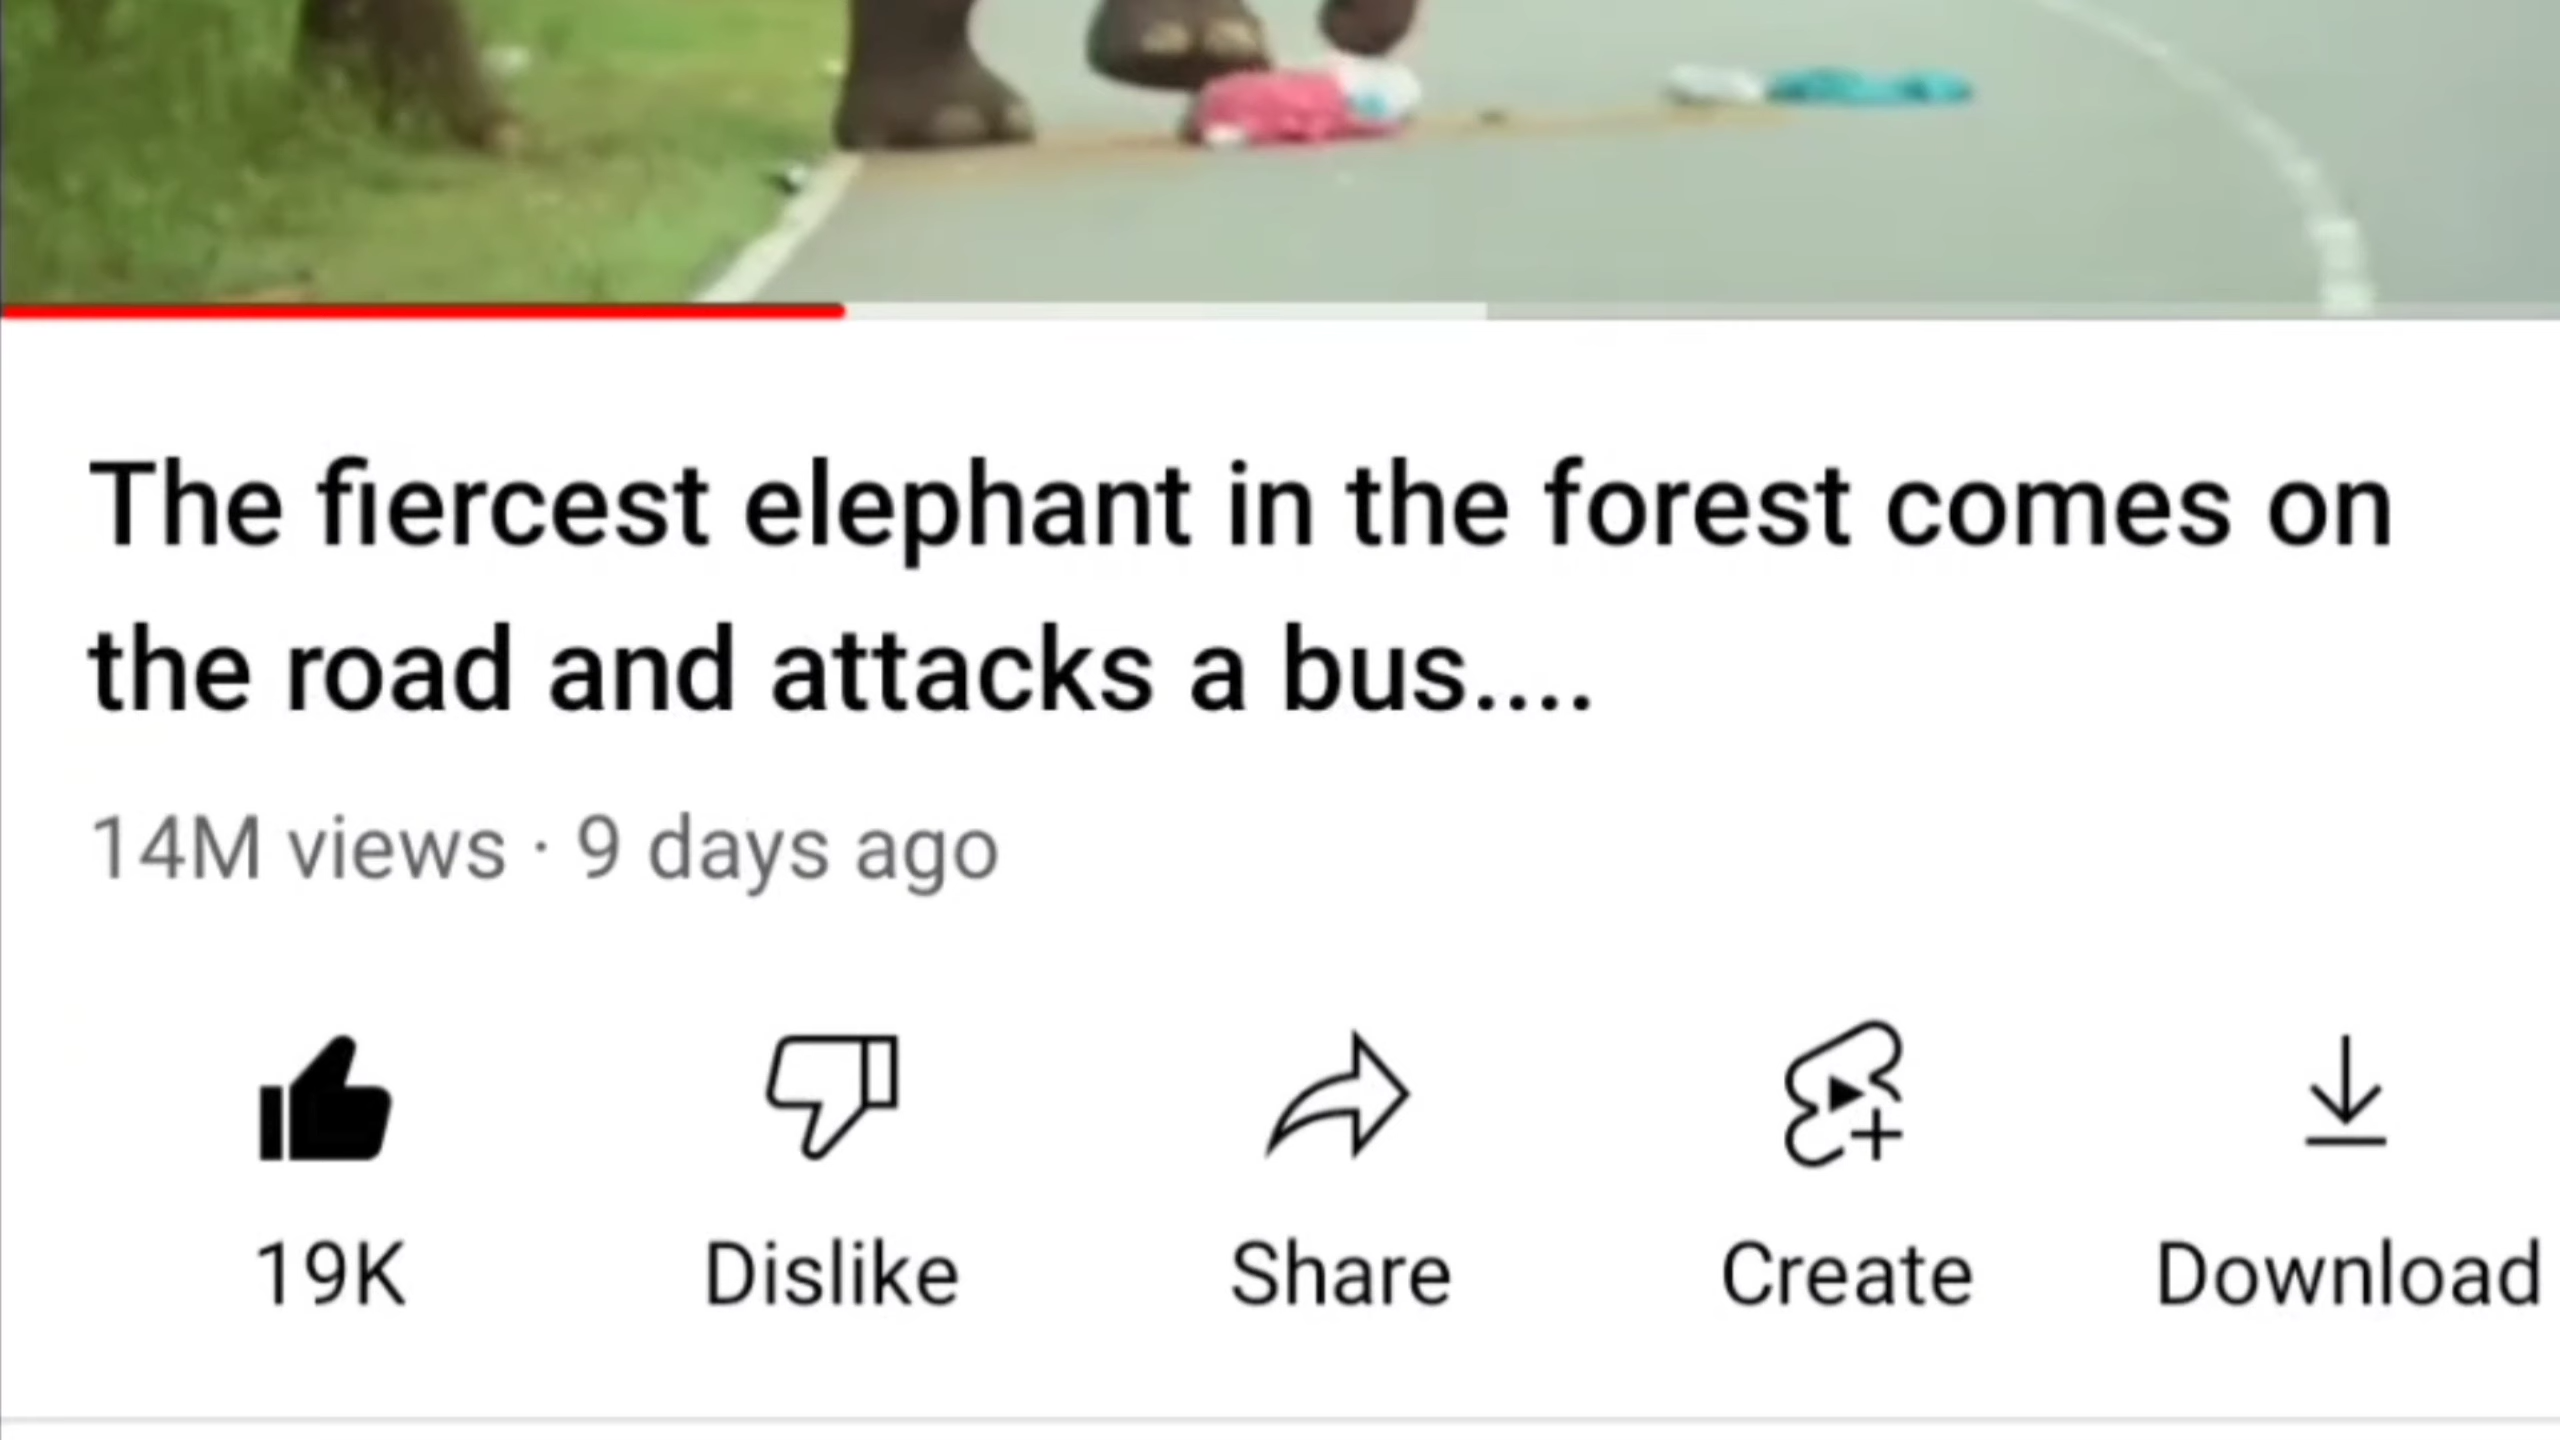 The fiercest elephant in the forest comes on
the road and attacks a bus....
14M views · 9 days ago
19K
Dislike
Share
Create
Download